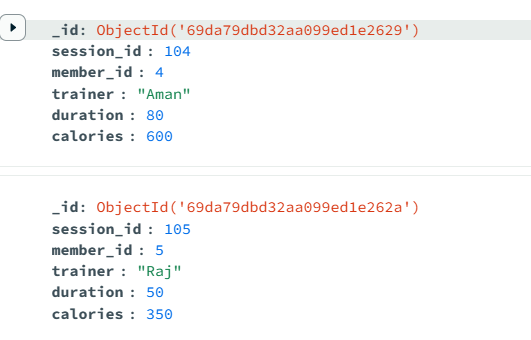 _id: ObjectId('69da79dbd32aa099ed1e2629')
session_id : 104
member_id : 4
trainer : "Aman"
duration : 80
calories : 600
_id: ObjectId('69da79dbd32aa099ed1e262a')
session_id : 105
member_id : 5
trainer : "Raj"
duration : 50
calories : 350